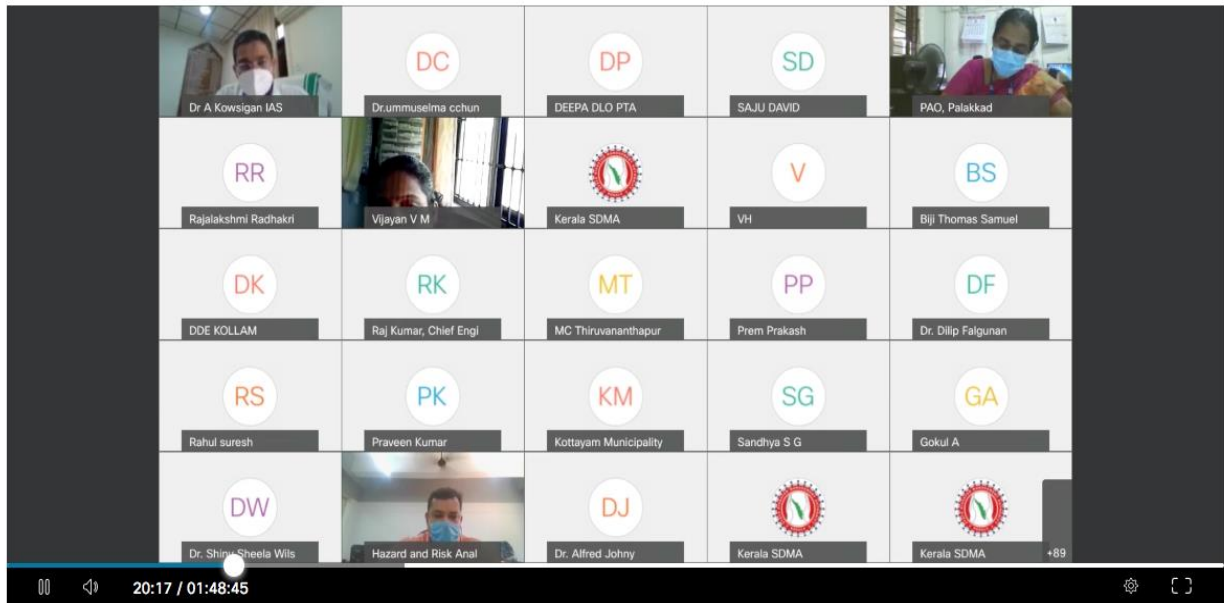 Dr A Kowsigan IAS
DC
Dr.ummuselma cchun
DP
DEEPA DLO PTA
SD
SAJU DAVID
PAO, Palakkad
RR
Rajalakshmi Radhakri
Vijayan V M
Kerala SDMA
V
VH
BS
Biji Thomas Samuel
DK
DDE KOLLAM
RK
Raj Kumar, Chief Engi
MT
MC Thiruvananthapur
PP
Prem Prakash
DF
Dr. Dilip Falgunan
RS
Rahul suresh
PK
Praveen Kumar
KM
Kottayam Municipality
SG
Sandhya S G
GA
Gokul A
DW
Dr. Shinu Sheela Wils
Hazard and Risk Anal
DJ
Dr. Alfred Johny
Kerala SDMA
Kerala SDMA
+89
20:17 / 01:48:45